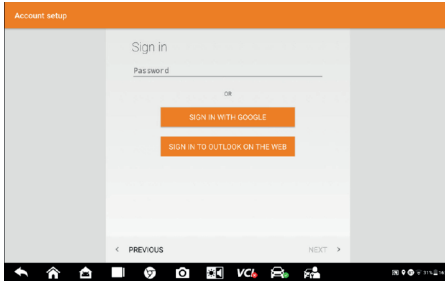 Account setup
Sign in
Password
OR
SIGN IN WITH GOOGLE
SIGN IN TO OUTLOOK ON THE WEB
< PREVIOUS NEXT >
VCI